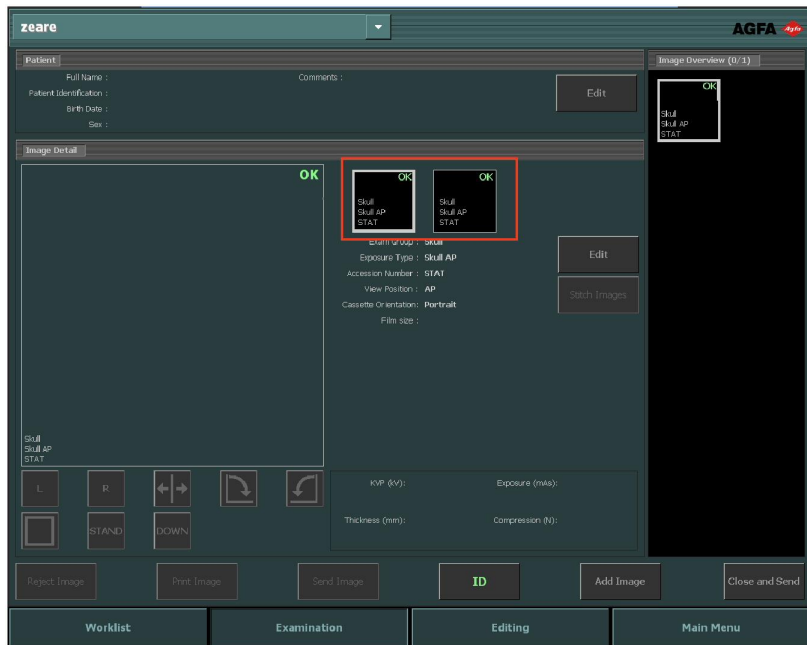 zeare
AGFA
Agfa
Patient
Full Name :
Comments :
Patient Identification :
Birth Date :
Sex :
Edit
Image Overview (0/1)
OK
Skull
Skull AP
STAT
Image Detail
OK
OK
Skull
Skull AP
STAT
OK
Skull
Skull AP
STAT
Exam Group : Skull
Exposure Type : Skull AP
Accession Number : STAT
View Position : AP
Cassette Orientation: Portrait
Film size :
Edit
Stitch Images
Skull
Skull AP
STAT
L
R
STAND
DOWN
KVP (kV):
Exposure (mAs):
Thickness (mm):
Compression (N):
Reject Image
Print Image
Send Image
ID
Add Image
Close and Send
Worklist
Examination
Editing
Main Menu